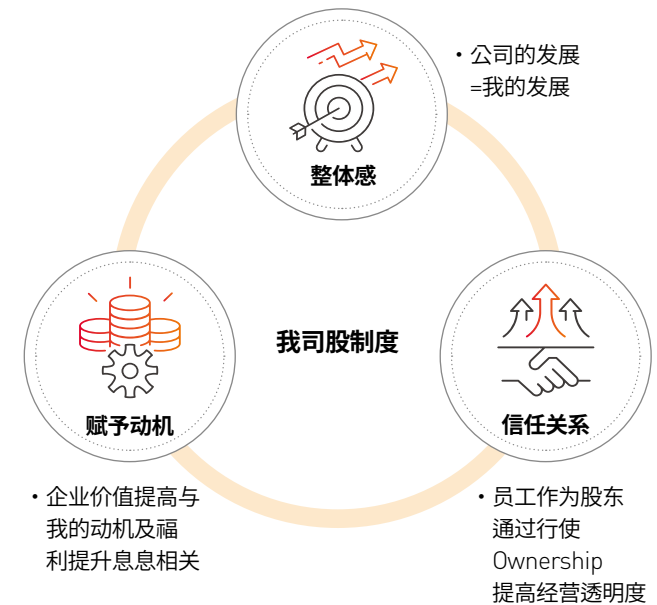 ・公司的发展
=我的发展
整体感
我司股制度
赋予动机
信任关系
・企业价值提高与
我的动机及福
利提升息息相关
・员工作为股东
通过行使
Ownership
提高经营透明度